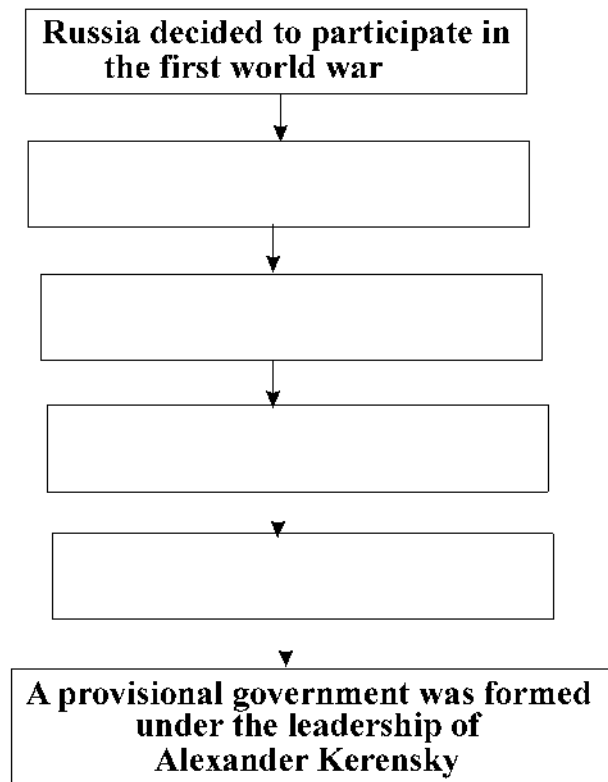 Russia decided to participate in
the first world war
A provisional government was formed
under the leadership of
Alexander Kerensky